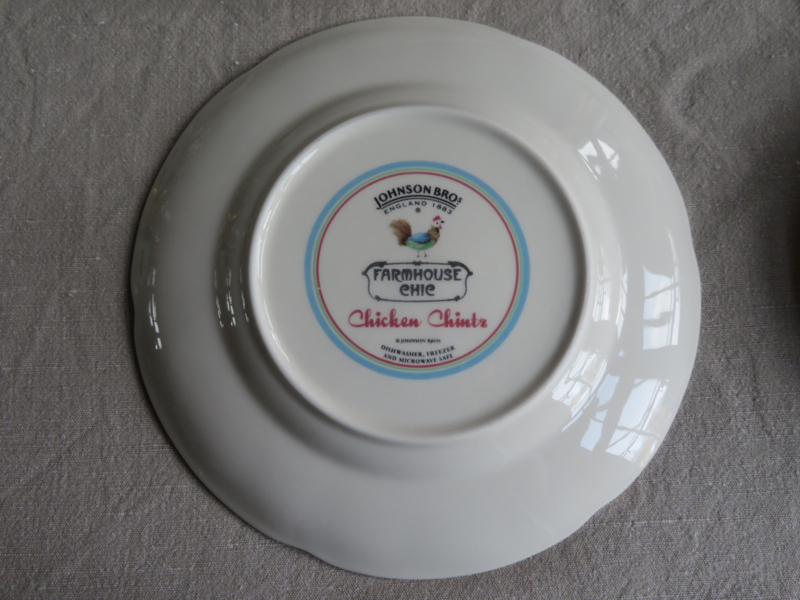 JOHNSON BROS
ENGLAND 1883
®
FARMHOUSE
CHIC
Chicken Chintz
© JOHNSON BROS
DISHWASHER, FREEZER
AND MICROWAVE SAFE